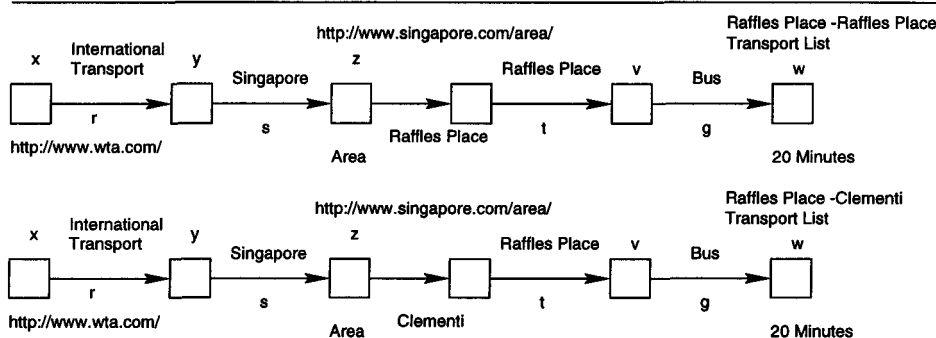 Raffles Place -Raffles Place
Transport List
http://www.singapore.com/area/
International
Transport
x
y
z
Raffles Place
v
Bus
w
Singapore
r
s
Raffles Place
t
g
http://www.wta.com/
Area
20 Minutes
Raffles Place -Clementi
Transport List
http://www.singapore.com/area/
International
Transport
x
y
z
Raffles Place
v
Bus
w
Singapore
r
s
Clementi
t
g
http://www.wta.com/
Area
20 Minutes